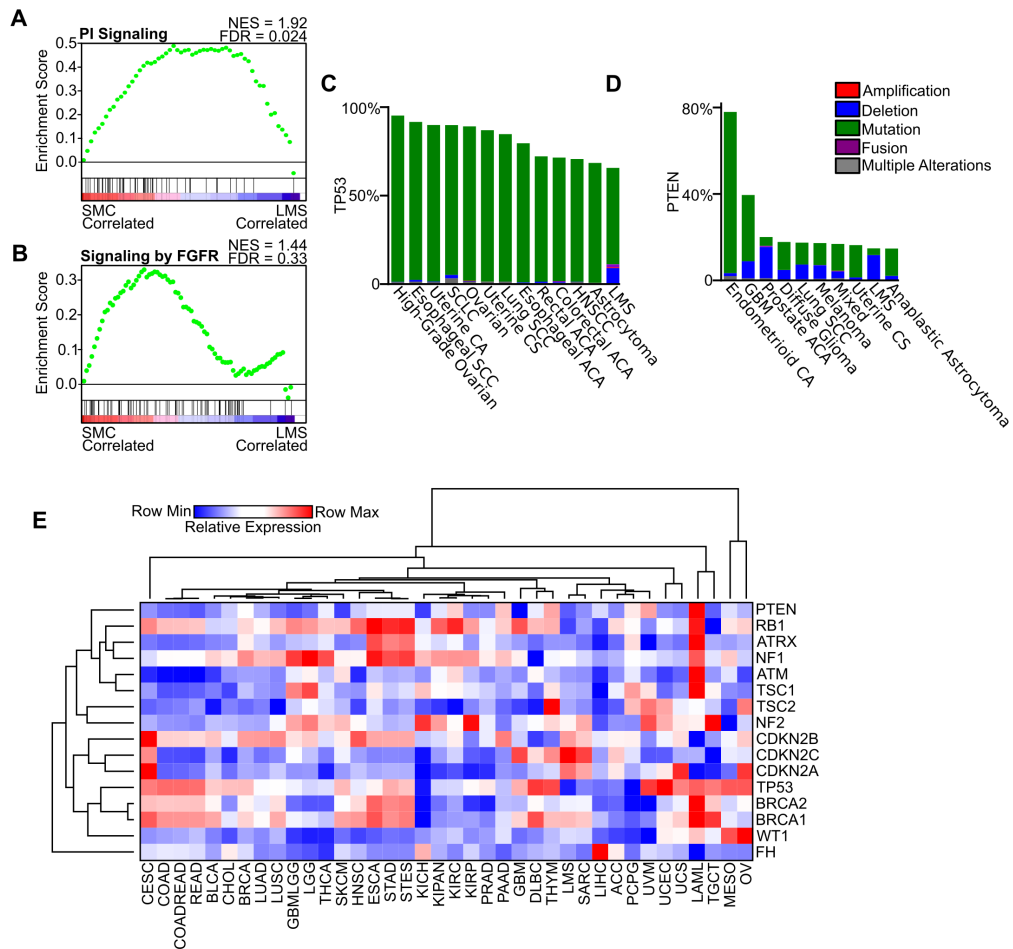 A
PI Signaling
NES = 1.92
FDR = 0.024
Enrichment Score
0.5
0.4
0.3
0.2
0.1
0.0
SMC
Correlated
LMS
Correlated
B
Signaling by FGFR
NES = 1.44
FDR = 0.33
Enrichment Score
0.3
0.2
0.1
0.0
SMC
Correlated
LMS
Correlated
C
TP53
100%
50%
0
High-Grade Ovarian
Esophageal SCC
Uterine CA
SCLC
Ovarian
Uterine CS
Lung SCC
Esophageal ACA
Rectal ACA
Colorectal ACA
HNSCC
Astrocytoma
LMS
D
PTEN
80%
40%
0
Endometrioid CA
GBM
Prostate ACA
Diffuse Glioma
Lung SCC
Melanoma
Mixed
Uterine CS
LMS
Anaplastic Astrocytoma
Amplification
Deletion
Mutation
Fusion
Multiple Alterations
E
Row Min
Row Max
Relative Expression
PTEN
RB1
ATRX
NF1
ATM
TSC1
TSC2
NF2
CDKN2B
CDKN2C
CDKN2A
TP53
BRCA2
BRCA1
WT1
FH
CESC
COAD
COADREAD
READ
BLCA
CHOL
BRCA
LUAD
LUSC
GBMLGG
LGG
THCA
SKCM
HNSC
ESCA
STAD
STES
KICH
KIPAN
KIRC
KIRP
PRAD
PAAD
GBM
DLBC
THYM
LMS
SARC
LIHC
ACC
PCPG
UVM
UCEC
UCS
LAML
TGCT
MESO
OV